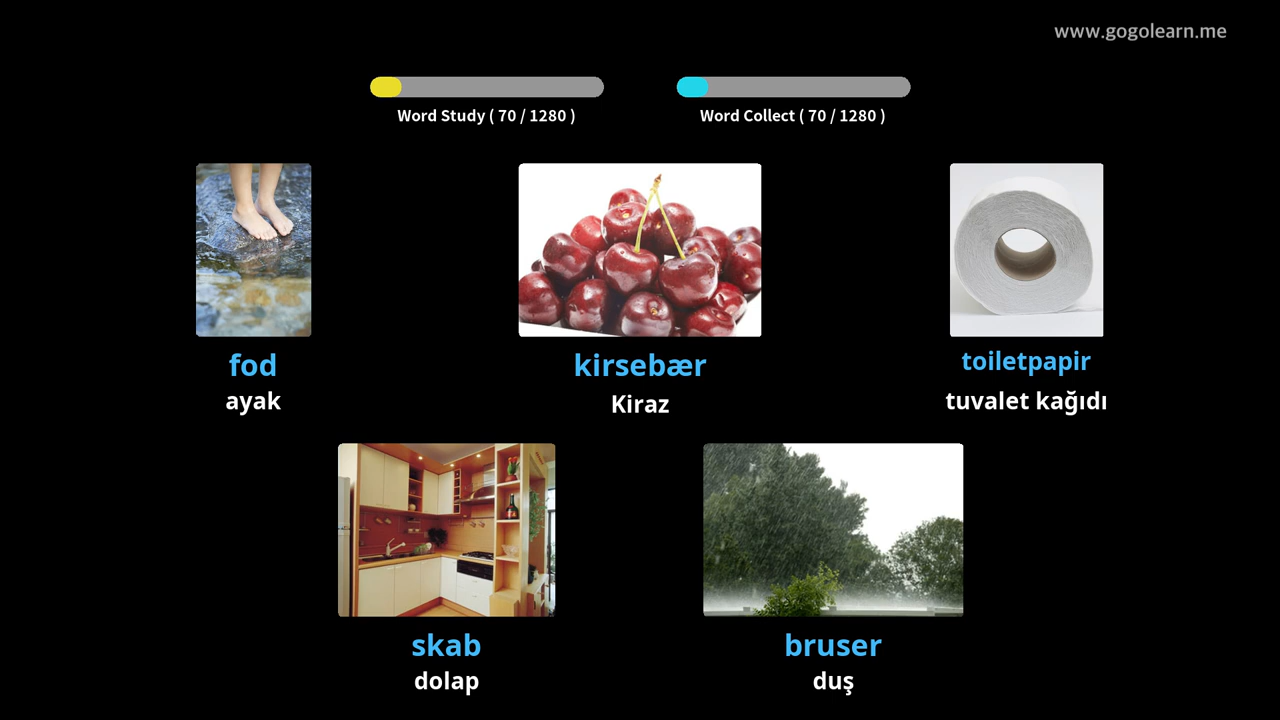 www.gogolearn.me
Word Study ( 70 / 1280 )
Word Collect ( 70 / 1280 )
fod
ayak
kirsebær
Kiraz
toiletpapir
tuvalet kağıdı
skab
dolap
bruser
duş